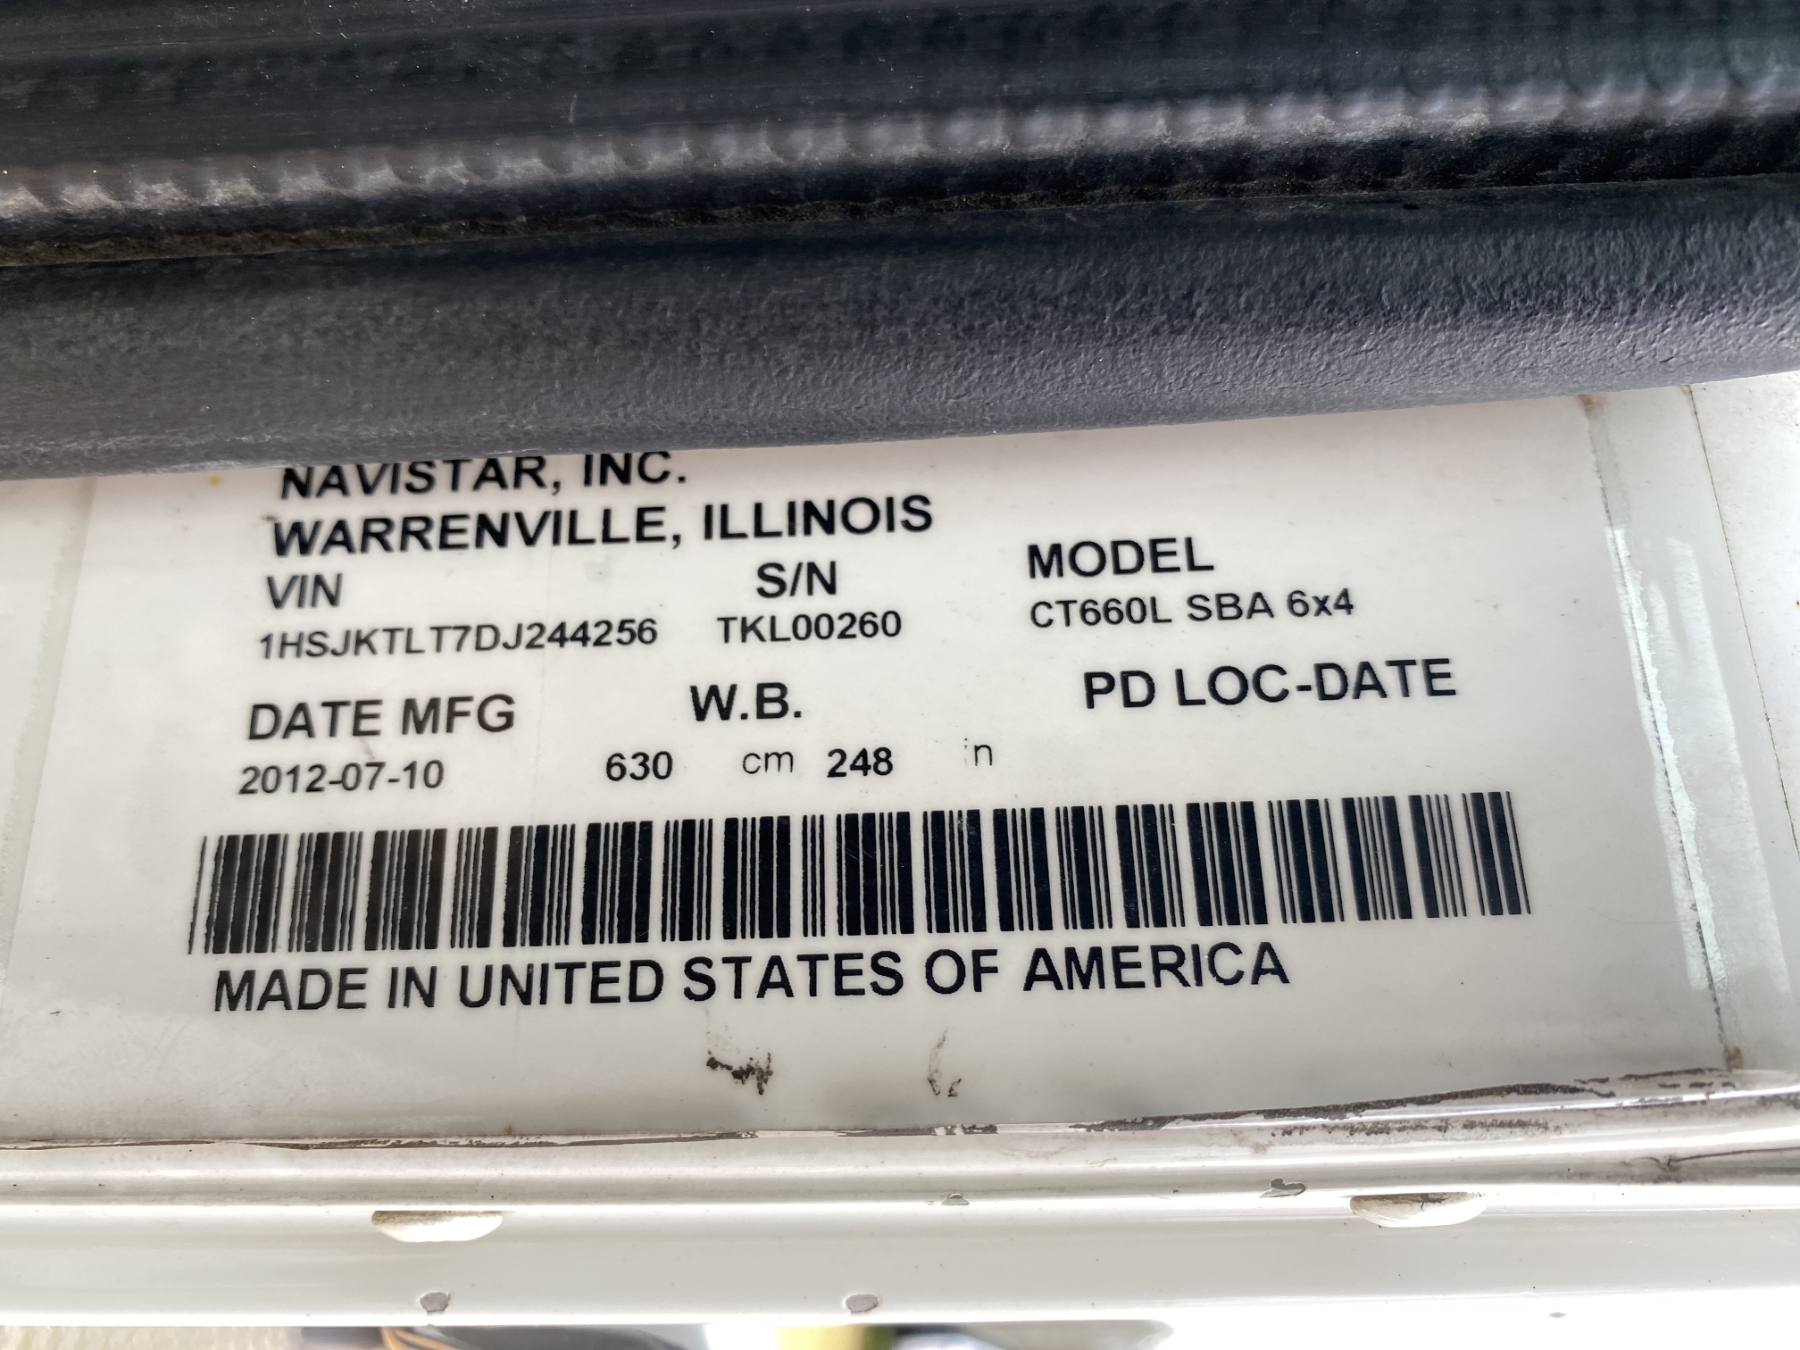 NAVISTAR, INC.
WARRENVILLE, ILLINOIS
VIN S/N MODEL
1HSJKTLT7DJ244256 TKL00260 CT660L SBA 6x4
DATE MFG W.B. PD LOC-DATE
2012-07-10 630 cm 248 in
MADE IN UNITED STATES OF AMERICA